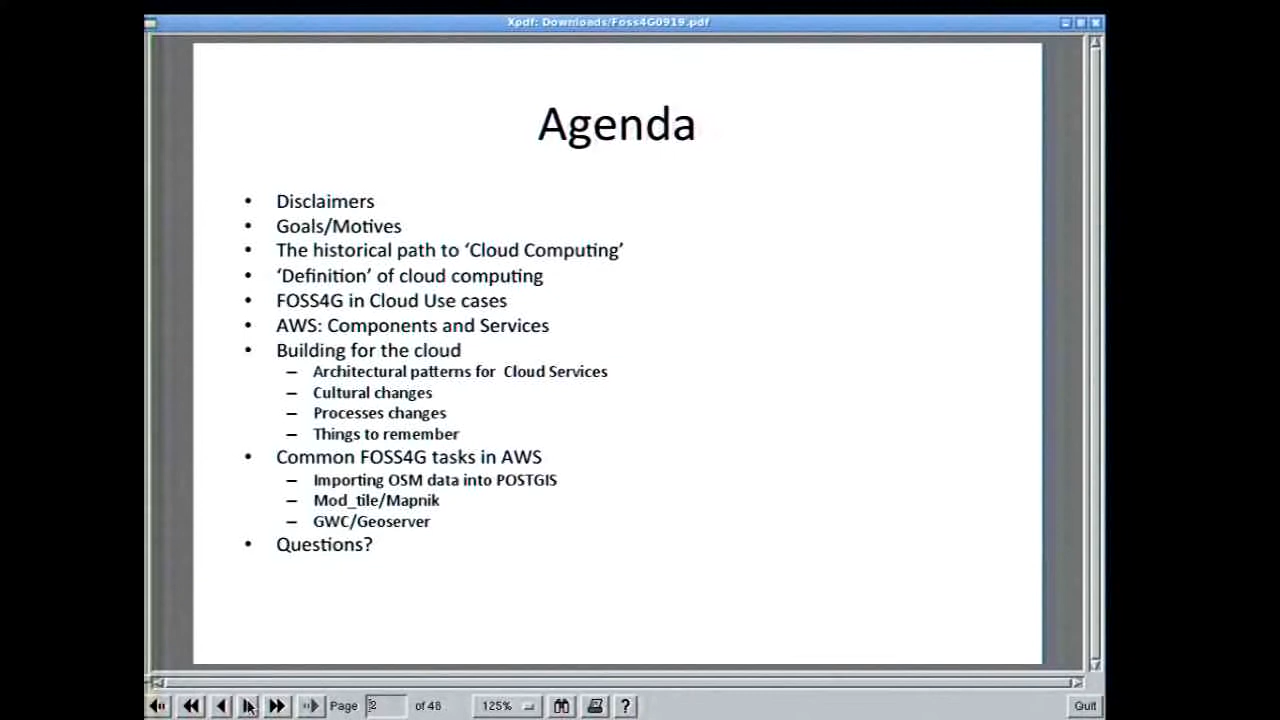 Xpdf: Downloads/Foss4G0919.pdf
Agenda
• Disclaimers
• Goals/Motives
• The historical path to ‘Cloud Computing’
• ‘Definition’ of cloud computing
• FOSS4G in Cloud Use cases
• AWS: Components and Services
• Building for the cloud
– Architectural patterns for Cloud Services
– Cultural changes
– Processes changes
– Things to remember
• Common FOSS4G tasks in AWS
– Importing OSM data into POSTGIS
– Mod_tile/Mapnik
– GWC/Geoserver
• Questions?
Page 2 of 48 125% ? Quit